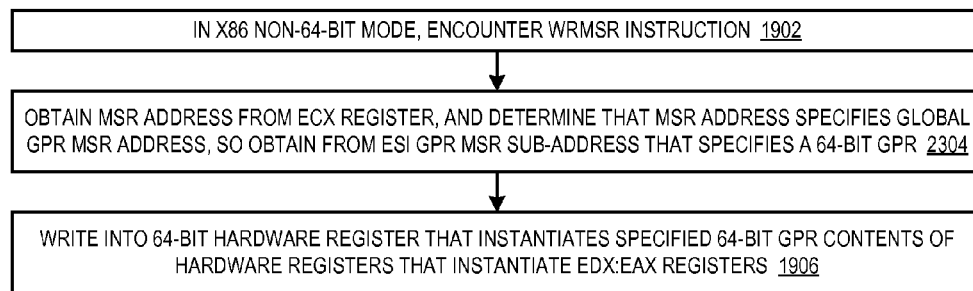 IN X86 NON-64-BIT MODE, ENCOUNTER WRMSR INSTRUCTION 1902
OBTAIN MSR ADDRESS FROM ECX REGISTER, AND DETERMINE THAT MSR ADDRESS SPECIFIES GLOBAL
GPR MSR ADDRESS, SO OBTAIN FROM ESI GPR MSR SUB-ADDRESS THAT SPECIFIES A 64-BIT GPR 2304
WRITE INTO 64-BIT HARDWARE REGISTER THAT INSTANTIATES SPECIFIED 64-BIT GPR CONTENTS OF
HARDWARE REGISTERS THAT INSTANTIATE EDX:EAX REGISTERS 1906